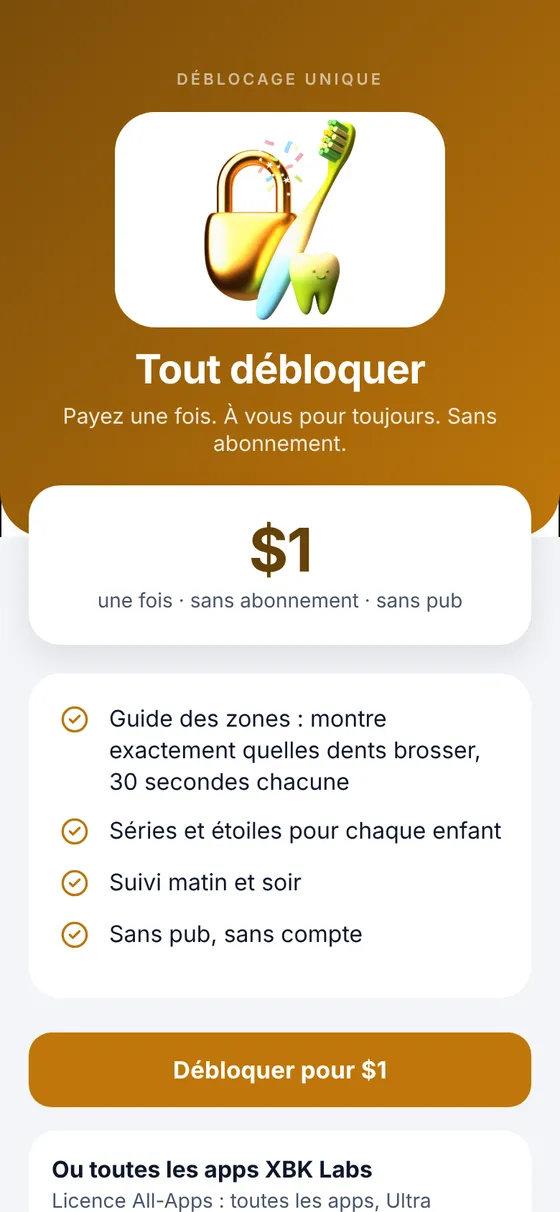 DÉBLOCAGE UNIQUE
Tout débloquer
Payez une fois. À vous pour toujours. Sans
abonnement.
$1
une fois · sans abonnement · sans pub
Guide des zones : montre
exactement quelles dents brosser,
30 secondes chacune
Séries et étoiles pour chaque enfant
Suivi matin et soir
Sans pub, sans compte
Débloquer pour $1
Ou toutes les apps XBK Labs
Licence All-Apps : toutes les apps, Ultra